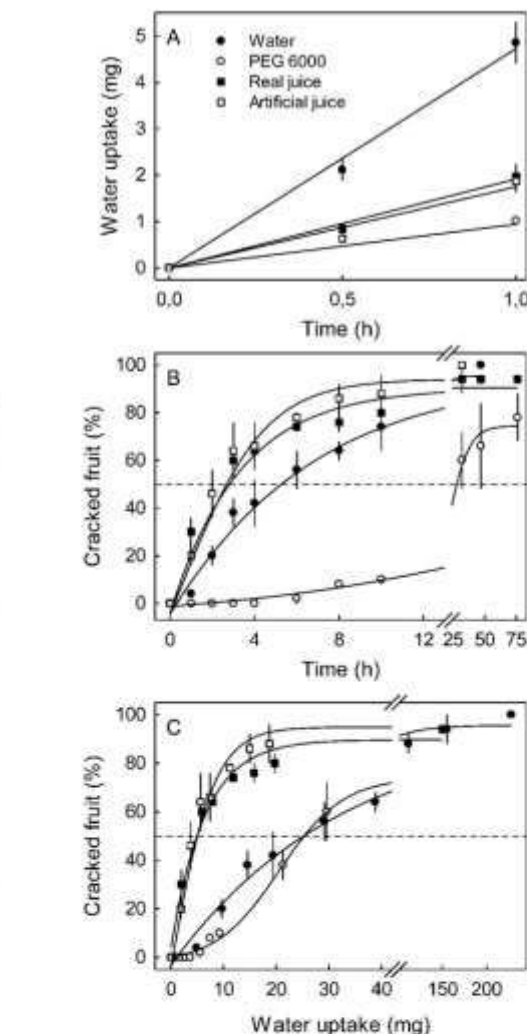 A
Water
PEG 6000
Real juice
Artificial juice
Water uptake (mg)
5
4
3
2
1
0
0,0 0,5 1,0
Time (h)
B
Cracked fruit (%)
100
80
60
40
20
0
0 4 8 12 25 50 75
Time (h)
C
Cracked fruit (%)
100
80
60
40
20
0
0 10 20 30 40 150 200
Water uptake (mg)